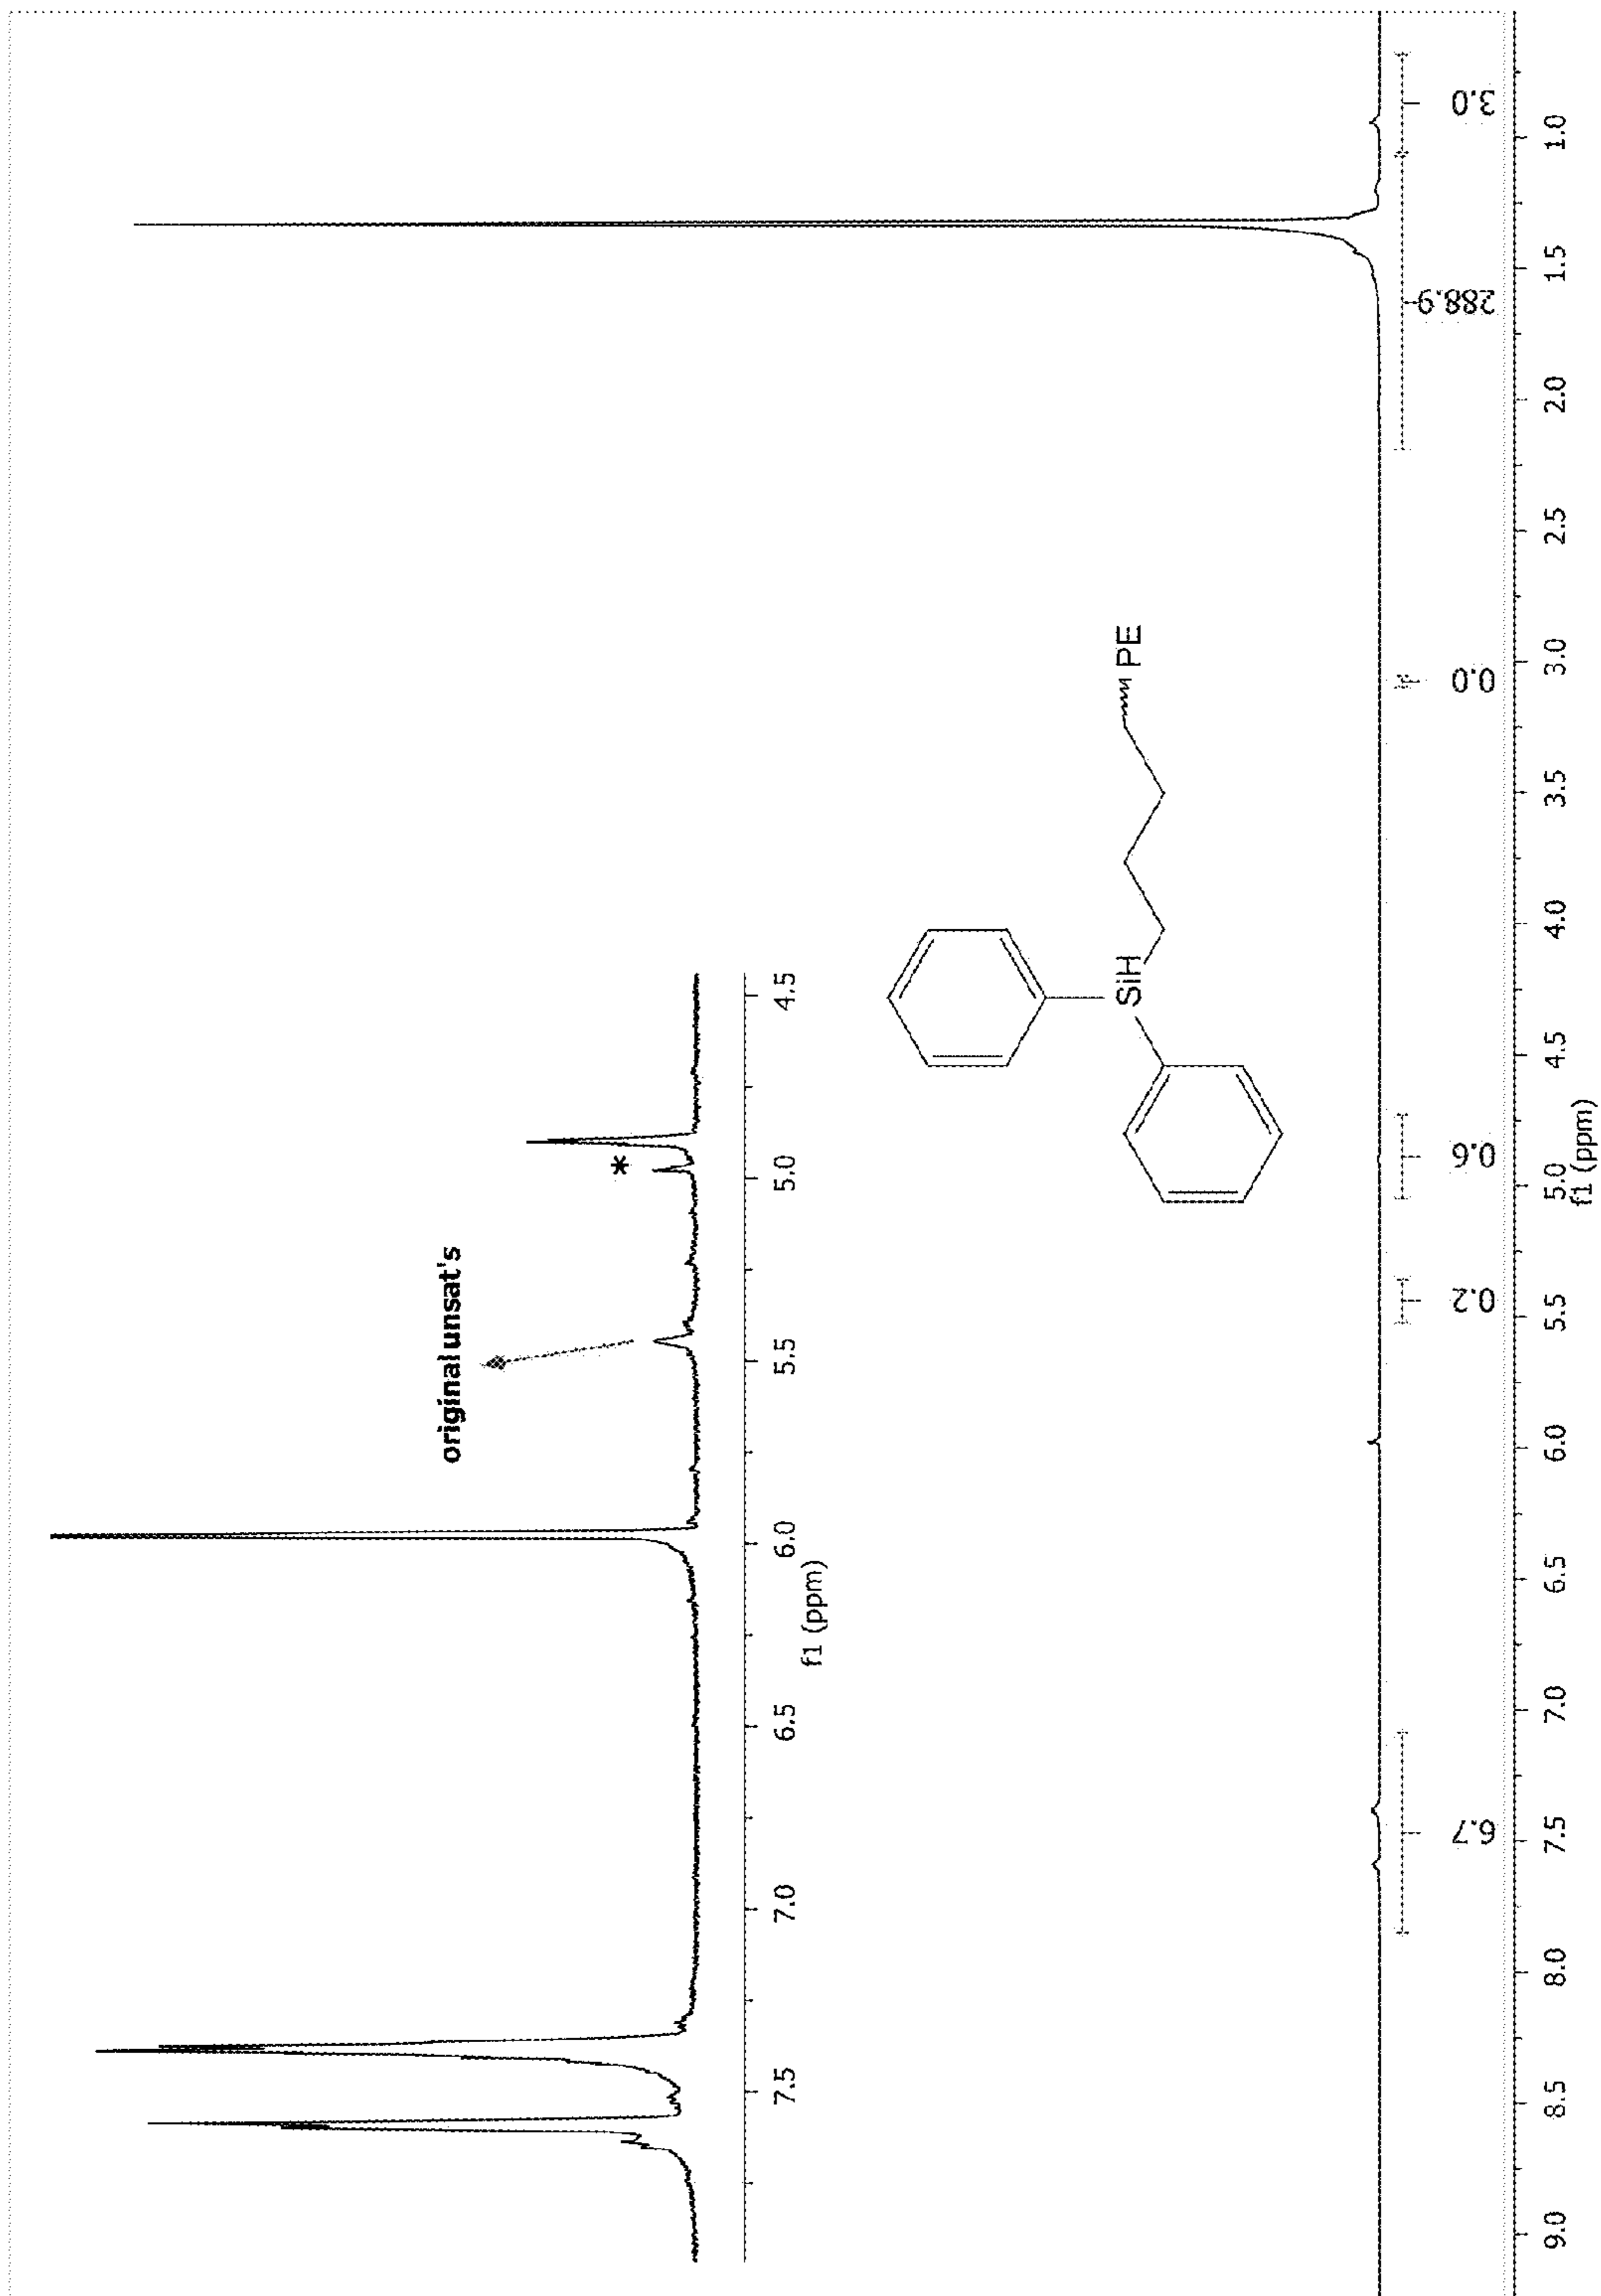 original unsat's
*
7.5 7.0 6.5 6.0 5.5 5.0 4.5
f1 (ppm)
SiH
PE
6.7 0.2 0.6 0.0 288.9 3.0
9.0 8.5 8.0 7.5 7.0 6.5 6.0 5.5 5.0 4.5 4.0 3.5 3.0 2.5 2.0 1.5 1.0
f1 (ppm)